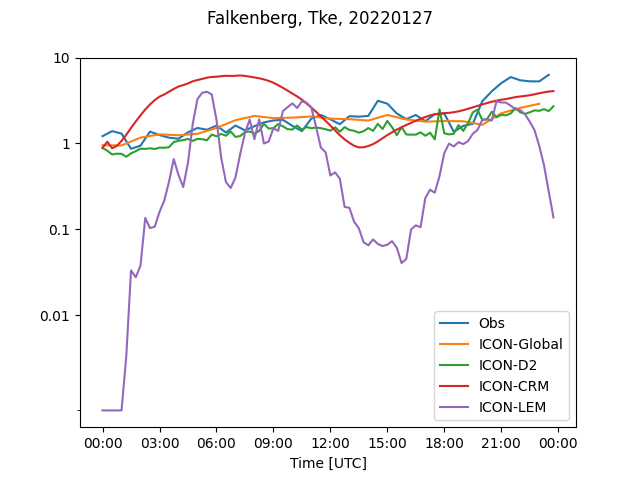 Falkenberg, Tke, 20220127
10
1
0.1
0.01
Obs
ICON-Global
ICON-D2
ICON-CRM
ICON-LEM
00:00 03:00 06:00 09:00 12:00 15:00 18:00 21:00 00:00
Time [UTC]